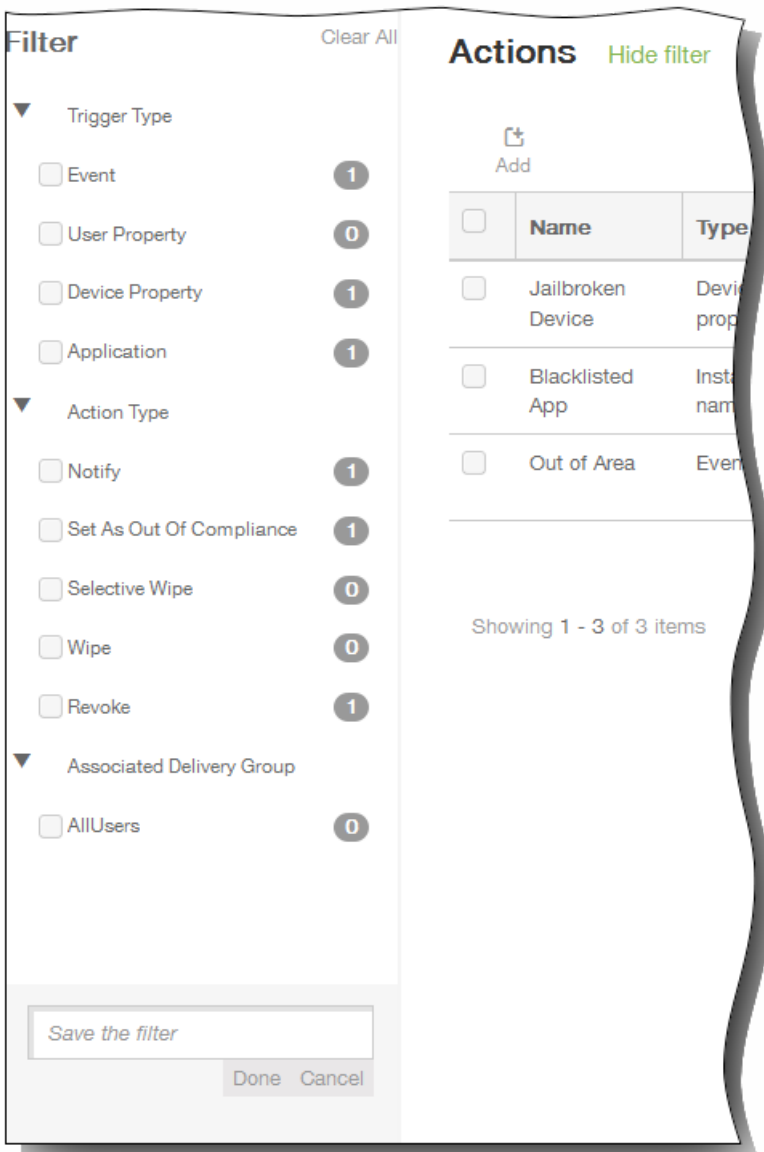 Filter
Clear All
Trigger Type
Event 1
User Property 0
Device Property 1
Application 1
Action Type
Notify 1
Set As Out Of Compliance 1
Selective Wipe 0
Wipe 0
Revoke 1
Associated Delivery Group
AllUsers 0
Save the filter
Done Cancel
Actions Hide filter
Add
Name Type
Jailbroken
Device
Blacklisted
App
Out of Area
Showing 1 - 3 of 3 items